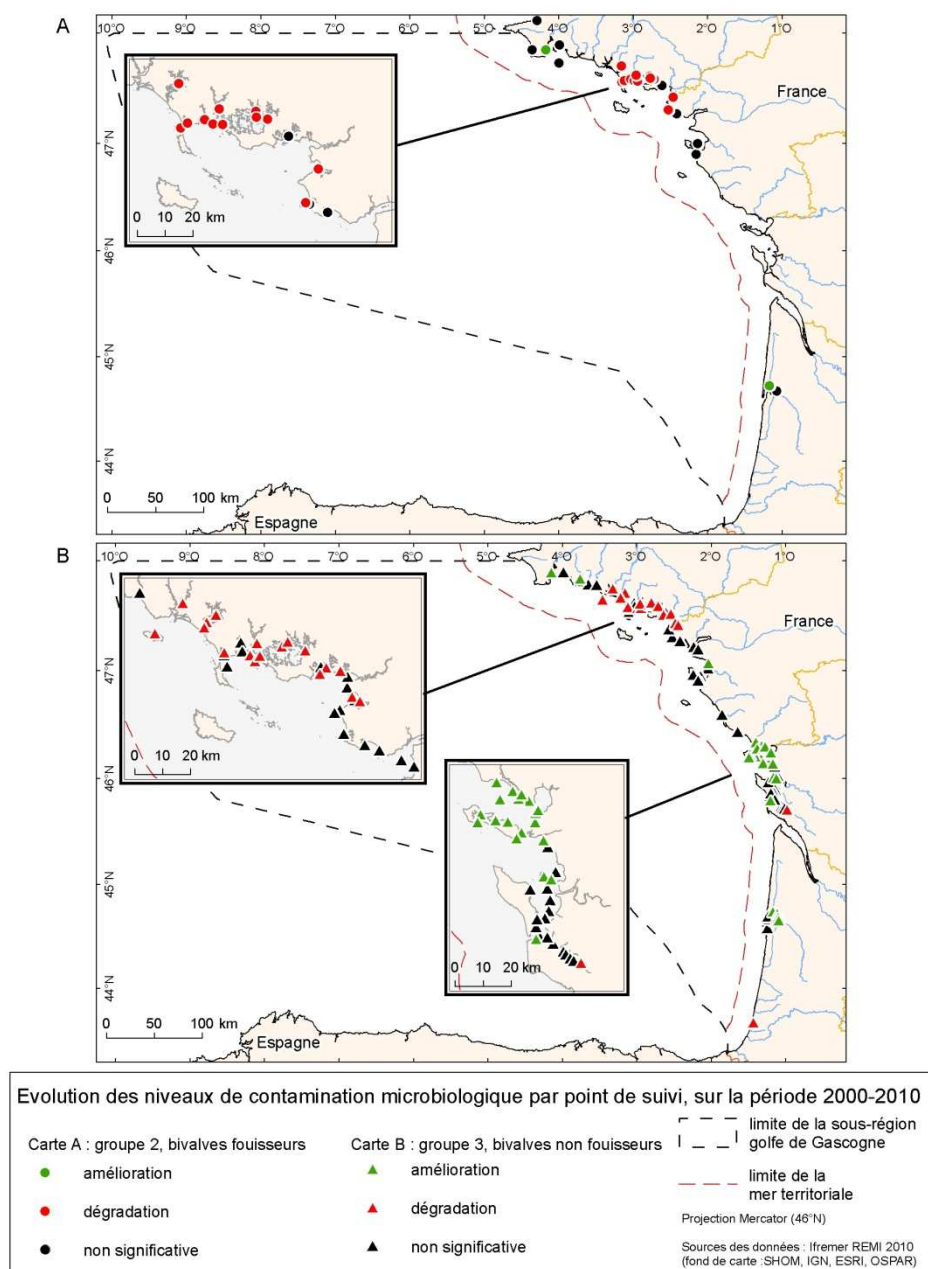 A
10°O 9°O 8°O 7°O 6°O 5°O 4°O 3°O 2°O 1°O
France
47°N
46°N
45°N
44°N
0 10 20 km
0 50 100 km
Espagne
B
10°O 9°O 8°O 7°O 6°O 5°O 4°O 3°O 2°O 1°O
France
47°N
46°N
45°N
44°N
0 10 20 km
0 10 20 km
0 50 100 km
Espagne
Evolution des niveaux de contamination microbiologique par point de suivi, sur la période 2000-2010
Carte A : groupe 2, bivalves fouisseurs
amélioration
dégradation
non significative
Carte B : groupe 3, bivalves non fouisseurs
amélioration
dégradation
non significative
limite de la sous-région
golfe de Gascogne
limite de la
mer territoriale
Projection Mercator (46°N)
Sources des données : Ifremer REMI 2010
(fond de carte :SHOM, IGN, ESRI, OSPAR)